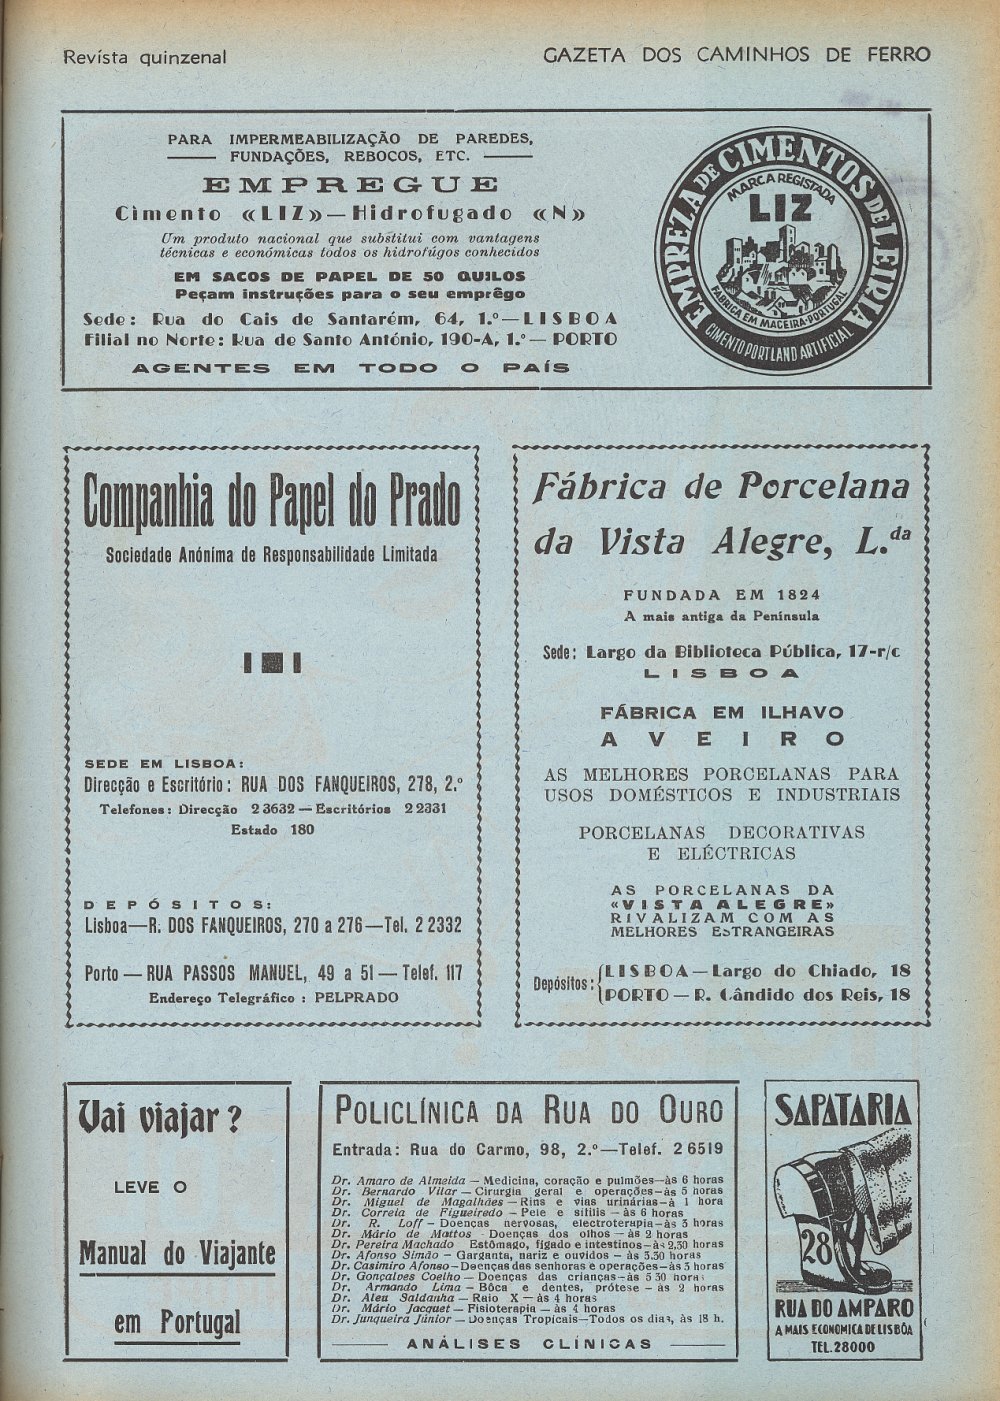 Revista quinzenal
GAZETA DOS CAMINHOS DE FERRO
PARA IMPERMEABILIZAÇÃO DE PAREDES,
FUNDAÇÕES, REBOCOS, ETC.
EMPREGUE
Cimento «LIZ»—Hidrofugado «N»
Um produto nacional que substitui com vantagens
técnicas e económicas todos os hidrofúgos conhecidos
EM SACOS DE PAPEL DE 50 QUILOS
Peçam instruções para o seu emprêgo
Sede: Rua do Cais de Santarém, 64, 1.º—LISBOA
Filial no Norte: Rua de Santo António, 190-A, 1.º—PORTO
AGENTES EM TODO O PAÍS
EMPREZA DE CIMENTOS DE LEIRIA
MARCA REGISTADA
LIZ
FABRICA EM MACEIRA-PORTUGAL
CIMENTO PORTLAND ARTIFICIAL
Companhia do Papel do Prado
Sociedade Anónima de Responsabilidade Limitada
SEDE EM LISBOA:
Direcção e Escritório: RUA DOS FANQUEIROS, 278, 2.º
Telefones: Direcção 2 3632 — Escritórios 2 2331
Estado 180
DEPÓSITOS:
Lisboa—R. DOS FANQUEIROS, 270 a 276—Tel. 2 2332
Porto — RUA PASSOS MANUEL, 49 a 51 — Telef. 117
Endereço Telegráfico : PELPRADO
Fábrica de Porcelana
da Vista Alegre, L.da
FUNDADA EM 1824
A mais antiga da Península
Sede: Largo da Biblioteca Pública, 17-r/c
LISBOA
FÁBRICA EM ILHAVO
AVEIRO
AS MELHORES PORCELANAS PARA
USOS DOMÉSTICOS E INDUSTRIAIS
PORCELANAS DECORATIVAS
E ELÉCTRICAS
AS PORCELANAS DA
«VISTA ALEGRE»
RIVALIZAM COM AS
MELHORES ESTRANGEIRAS
Depósitos: LISBOA—Largo do Chiado, 18
PORTO — R. Cândido dos Reis, 18
Vai viajar?
LEVE O
Manual do Viajante
em Portugal
POLICLÍNICA DA RUA DO OURO
Entrada: Rua do Carmo, 98, 2.º—Telef. 2 6519
Dr. Amaro de Almeida — Medicina, coração e pulmões—às 6 horas
Dr. Bernardo Vilar — Cirurgia geral e operações—às 5 horas
Dr. Miguel de Magalhães — Rins e vias urinárias—à 1 hora
Dr. Correia de Figueiredo — Pele e sífilis — às 6 horas
Dr. R. Loff — Doenças nervosas, electroterapia—às 3 horas
Dr. Mário de Mattos - Doenças dos olhos — às 2 horas
Dr. Pereira Machado Estômago, fígado e intestinos—às 2,30 horas
Dr. Afonso Simão — Garganta, nariz e ouvidos — às 3.30 horas
Dr. Casimiro Afonso—Doenças das senhoras e operações—às 3 horas
Dr. Gonçalves Coelho — Doenças das crianças—às 5 30 horas
Dr. Armando Lima — Bôca e dentes, prótese — às 2 horas
Dr. Aleu Saldanha — Raio X — às 4 horas
Dr. Mário Jacquet — Fisioterapia — às 4 horas
Dr. Junqueira Júnior — Doenças Tropicais—Todos os dias, às 18 h.
ANÁLISES CLÍNICAS
SAPATARIA
28
RUA DO AMPARO
A MAIS ECONOMICA DE LISBÔA
TEL. 28000